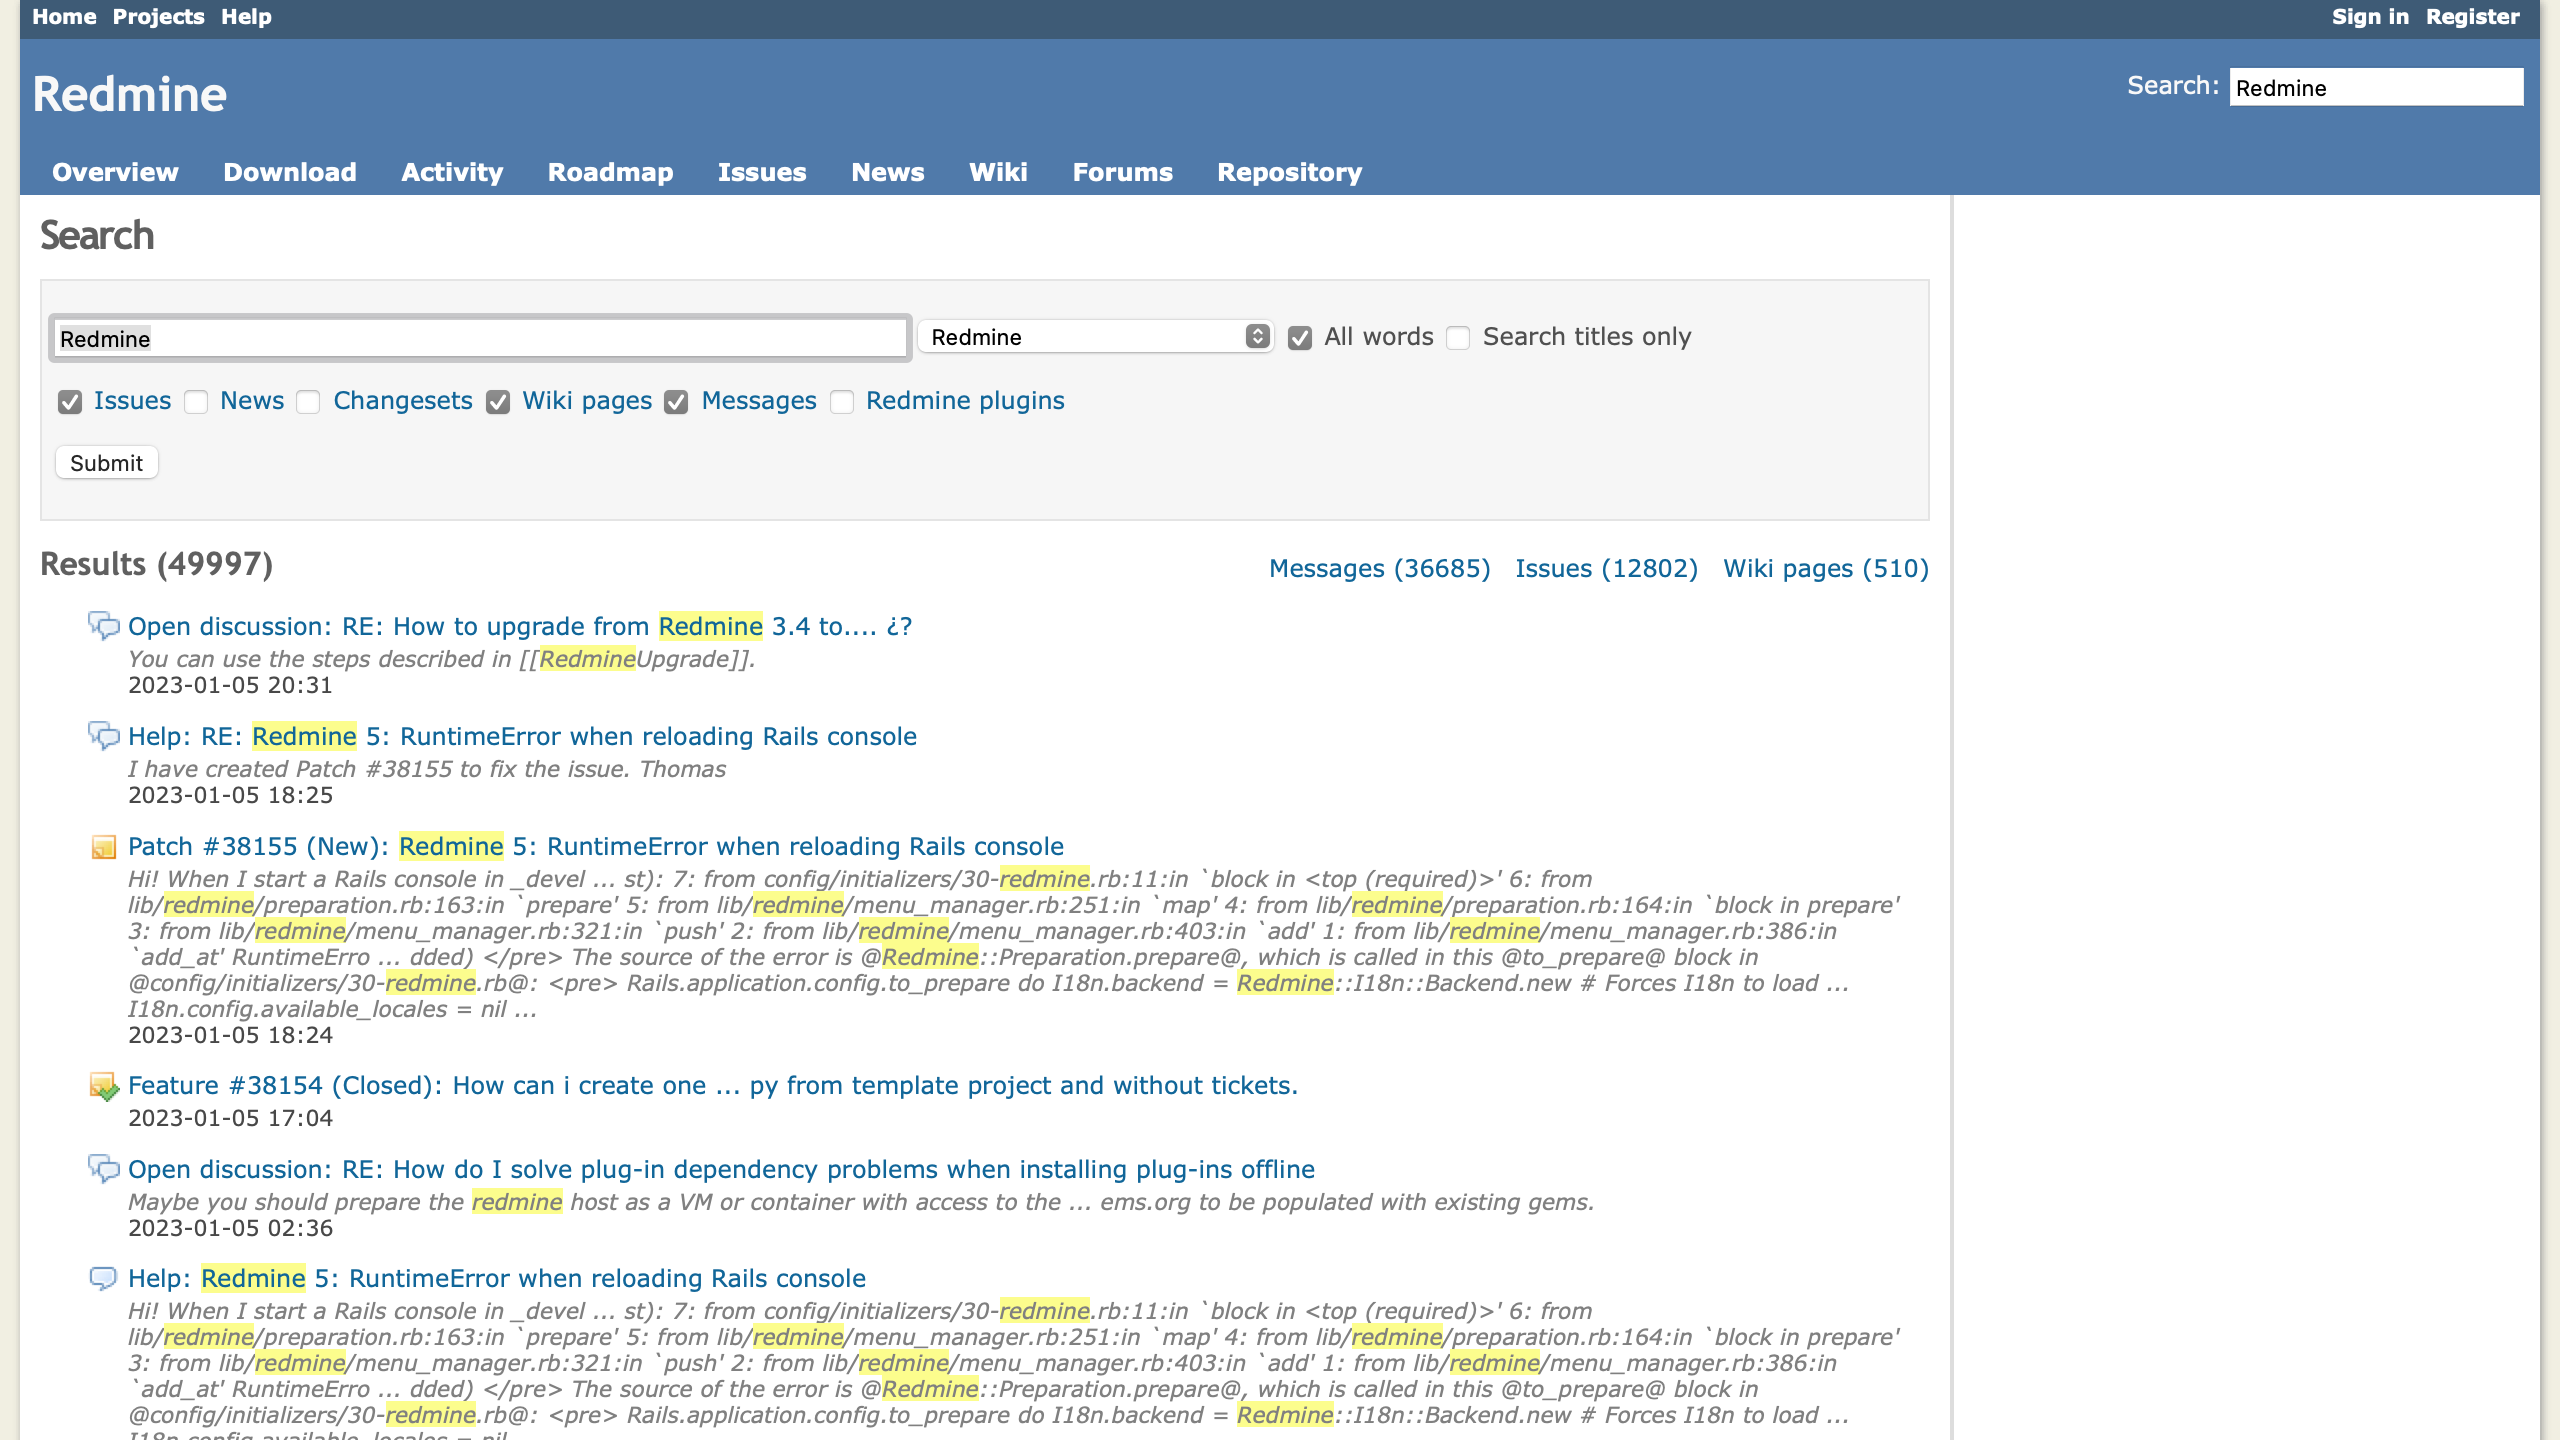 Home Projects Help Sign in Register
Redmine Search: Redmine
Overview Download Activity Roadmap Issues News Wiki Forums Repository
Search
Redmine Redmine All words Search titles only
Issues News Changesets Wiki pages Messages Redmine plugins
Submit
Results (49997) Messages (36685) Issues (12802) Wiki pages (510)
Open discussion: RE: How to upgrade from Redmine 3.4 to.... ¿?
You can use the steps described in [[RedmineUpgrade]].
2023-01-05 20:31
Help: RE: Redmine 5: RuntimeError when reloading Rails console
I have created Patch #38155 to fix the issue. Thomas
2023-01-05 18:25
Patch #38155 (New): Redmine 5: RuntimeError when reloading Rails console
Hi! When I start a Rails console in _devel ... st): 7: from config/initializers/30-redmine.rb:11:in `block in <top (required)>' 6: from
lib/redmine/preparation.rb:163:in `prepare' 5: from lib/redmine/menu_manager.rb:251:in `map' 4: from lib/redmine/preparation.rb:164:in `block in prepare'
3: from lib/redmine/menu_manager.rb:321:in `push' 2: from lib/redmine/menu_manager.rb:403:in `add' 1: from lib/redmine/menu_manager.rb:386:in
`add_at' RuntimeErro ... dded) </pre> The source of the error is @Redmine::Preparation.prepare@, which is called in this @to_prepare@ block in
@config/initializers/30-redmine.rb@: <pre> Rails.application.config.to_prepare do I18n.backend = Redmine::I18n::Backend.new # Forces I18n to load ...
I18n.config.available_locales = nil ...
2023-01-05 18:24
Feature #38154 (Closed): How can i create one ... py from template project and without tickets.
2023-01-05 17:04
Open discussion: RE: How do I solve plug-in dependency problems when installing plug-ins offline
Maybe you should prepare the redmine host as a VM or container with access to the ... ems.org to be populated with existing gems.
2023-01-05 02:36
Help: Redmine 5: RuntimeError when reloading Rails console
Hi! When I start a Rails console in _devel ... st): 7: from config/initializers/30-redmine.rb:11:in `block in <top (required)>' 6: from
lib/redmine/preparation.rb:163:in `prepare' 5: from lib/redmine/menu_manager.rb:251:in `map' 4: from lib/redmine/preparation.rb:164:in `block in prepare'
3: from lib/redmine/menu_manager.rb:321:in `push' 2: from lib/redmine/menu_manager.rb:403:in `add' 1: from lib/redmine/menu_manager.rb:386:in
`add_at' RuntimeErro ... dded) </pre> The source of the error is @Redmine::Preparation.prepare@, which is called in this @to_prepare@ block in
@config/initializers/30-redmine.rb@: <pre> Rails.application.config.to_prepare do I18n.backend = Redmine::I18n::Backend.new # Forces I18n to load ...
I18n.config.available_locales = nil